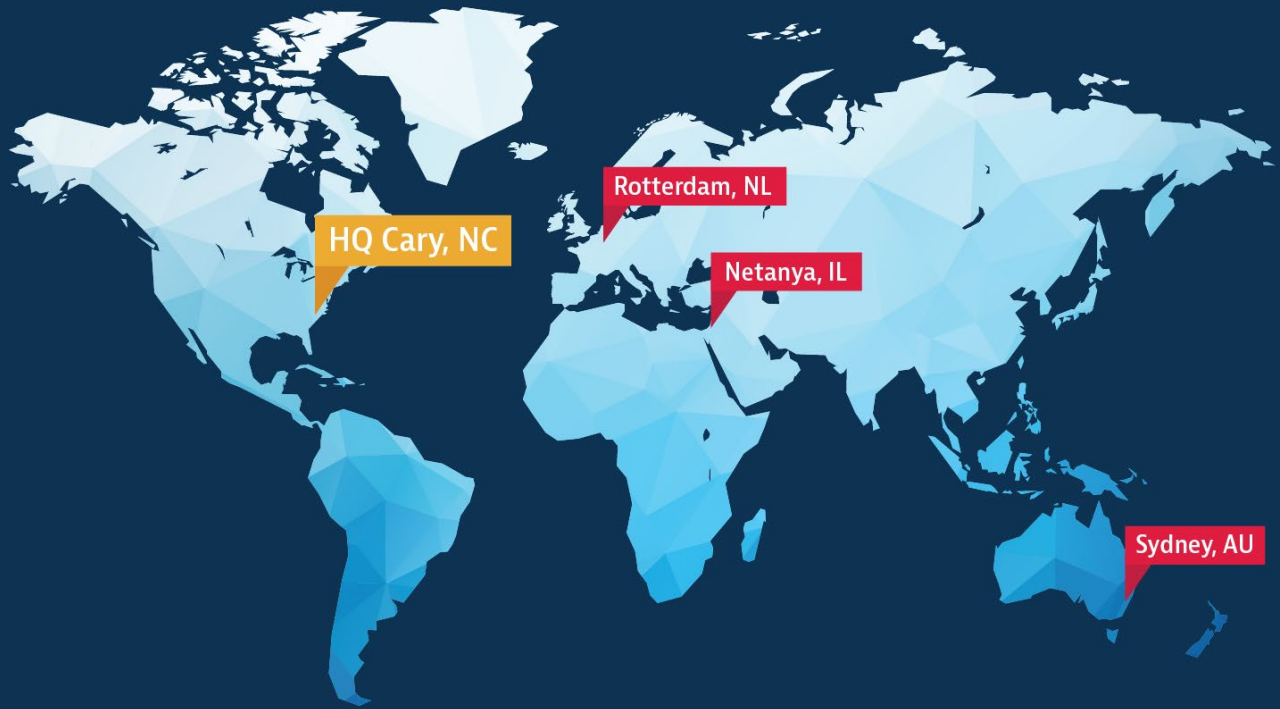 Rotterdam, NL
HQ Cary, NC
Netanya, IL
Sydney, AU